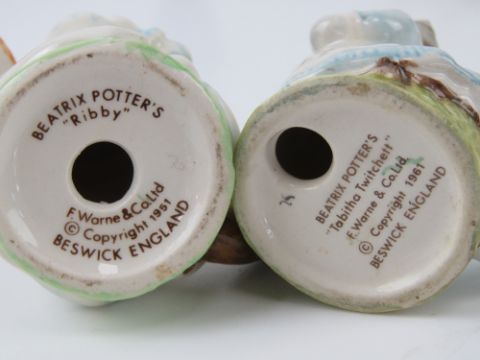 BEATRIX POTTER'S
"Ribby"
F. Warne & Co. Ltd
© Copyright 1951
BESWICK ENGLAND
BEATRIX POTTER'S
"Tabitha Twitchett"
F. Warne & Co. Ltd.
© Copyright 1961
BESWICK ENGLAND